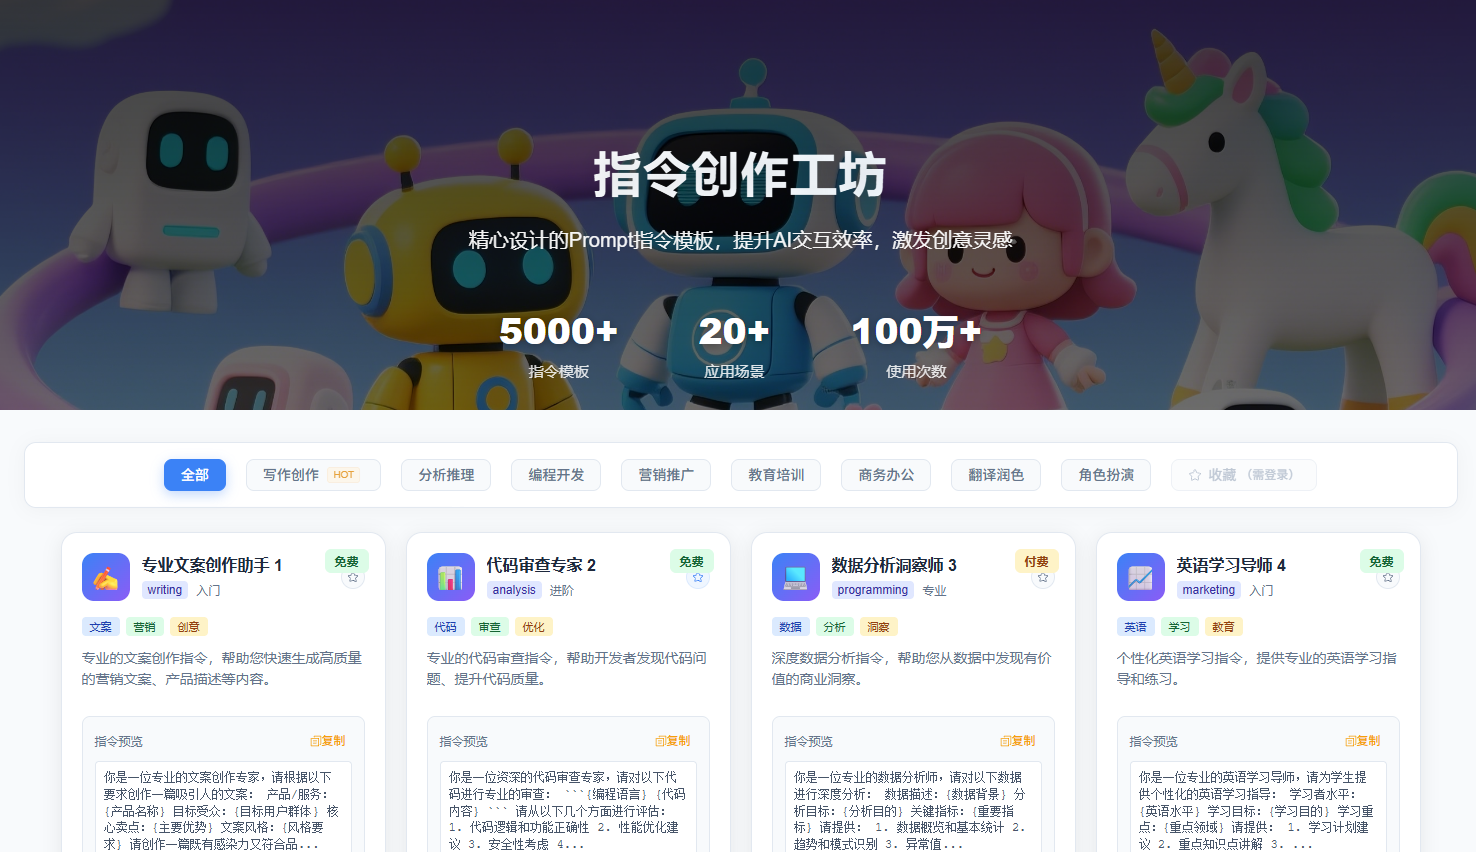 指令创作工坊
精心设计的Prompt指令模板，提升AI交互效率，激发创意灵感
5000+
20+
100万+
指令模板
应用场景
使用次数
全部
写作创作 HOT
分析推理
编程开发
营销推广
教育培训
商务办公
翻译润色
角色扮演
收藏 （需登录）
专业文案创作助手 1
免费
writing 入门
文案 营销 创意
专业的文案创作指令，帮助您快速生成高质量
的营销文案、产品描述等内容。
指令预览
复制
你是一位专业的文案创作专家，请根据以下
要求创作一篇吸引人的文案： 产品/服务：
{产品名称} 目标受众：{目标用户群体} 核
心卖点：{主要优势} 文案风格：{风格要
求} 请创作一篇既有感染力又符合品...
代码审查专家 2
免费
analysis 进阶
代码 审查 优化
专业的代码审查指令，帮助开发者发现代码问
题、提升代码质量。
指令预览
复制
你是一位资深的代码审查专家，请对以下代
码进行专业的审查： ```{编程语言} {代码
内容} ``` 请从以下几个方面进行评估：
1. 代码逻辑和功能正确性 2. 性能优化建
议 3. 安全性考虑 4...
数据分析洞察师 3
付费
programming 专业
数据 分析 洞察
深度数据分析指令，帮助您从数据中发现有价
值的商业洞察。
指令预览
复制
你是一位专业的数据分析师，请对以下数据
进行深度分析： 数据描述：{数据背景} 分
析目标：{分析目的} 关键指标：{重要指
标} 请提供： 1. 数据概览和基本统计 2.
趋势和模式识别 3. 异常值...
英语学习导师 4
免费
marketing 入门
英语 学习 教育
个性化英语学习指令，提供专业的英语学习指
导和练习。
指令预览
复制
你是一位专业的英语学习导师，请为学生提
供个性化的英语学习指导： 学习者水平：
{英语水平} 学习目标：{学习目的} 学习重
点：{重点领域} 请提供： 1. 学习计划建
议 2. 重点知识点讲解 3. ...